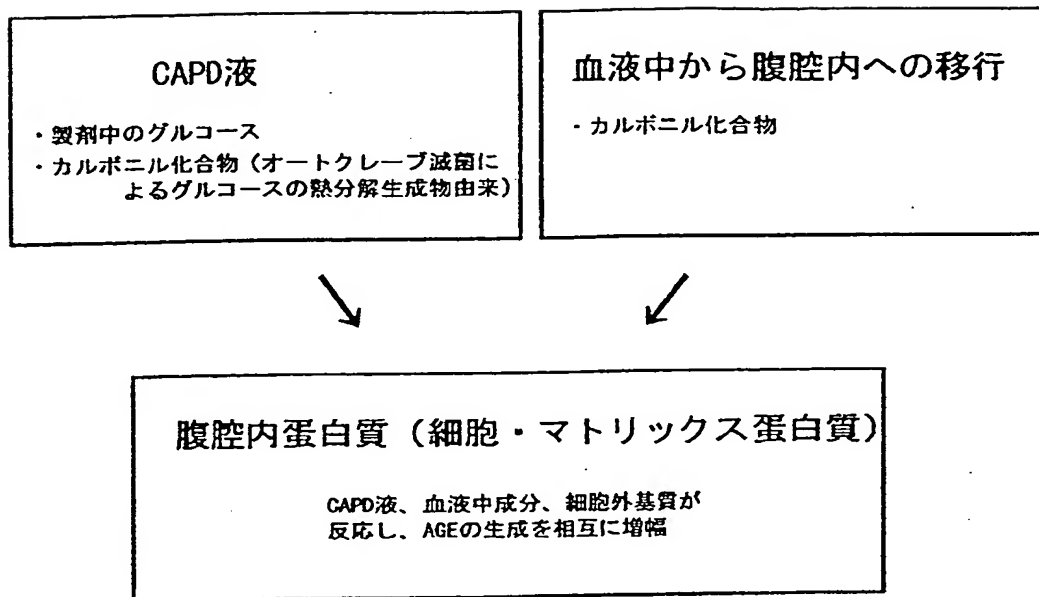 CAPD液
・製剤中のグルコース
・カルボニル化合物（オートクレーブ滅菌に
よるグルコースの熱分解生成物由来）
血液中から腹腔内への移行
・カルボニル化合物
腹腔内蛋白質（細胞・マトリックス蛋白質）
CAPD液、血液中成分、細胞外基質が
反応し、AGEの生成を相互に増幅